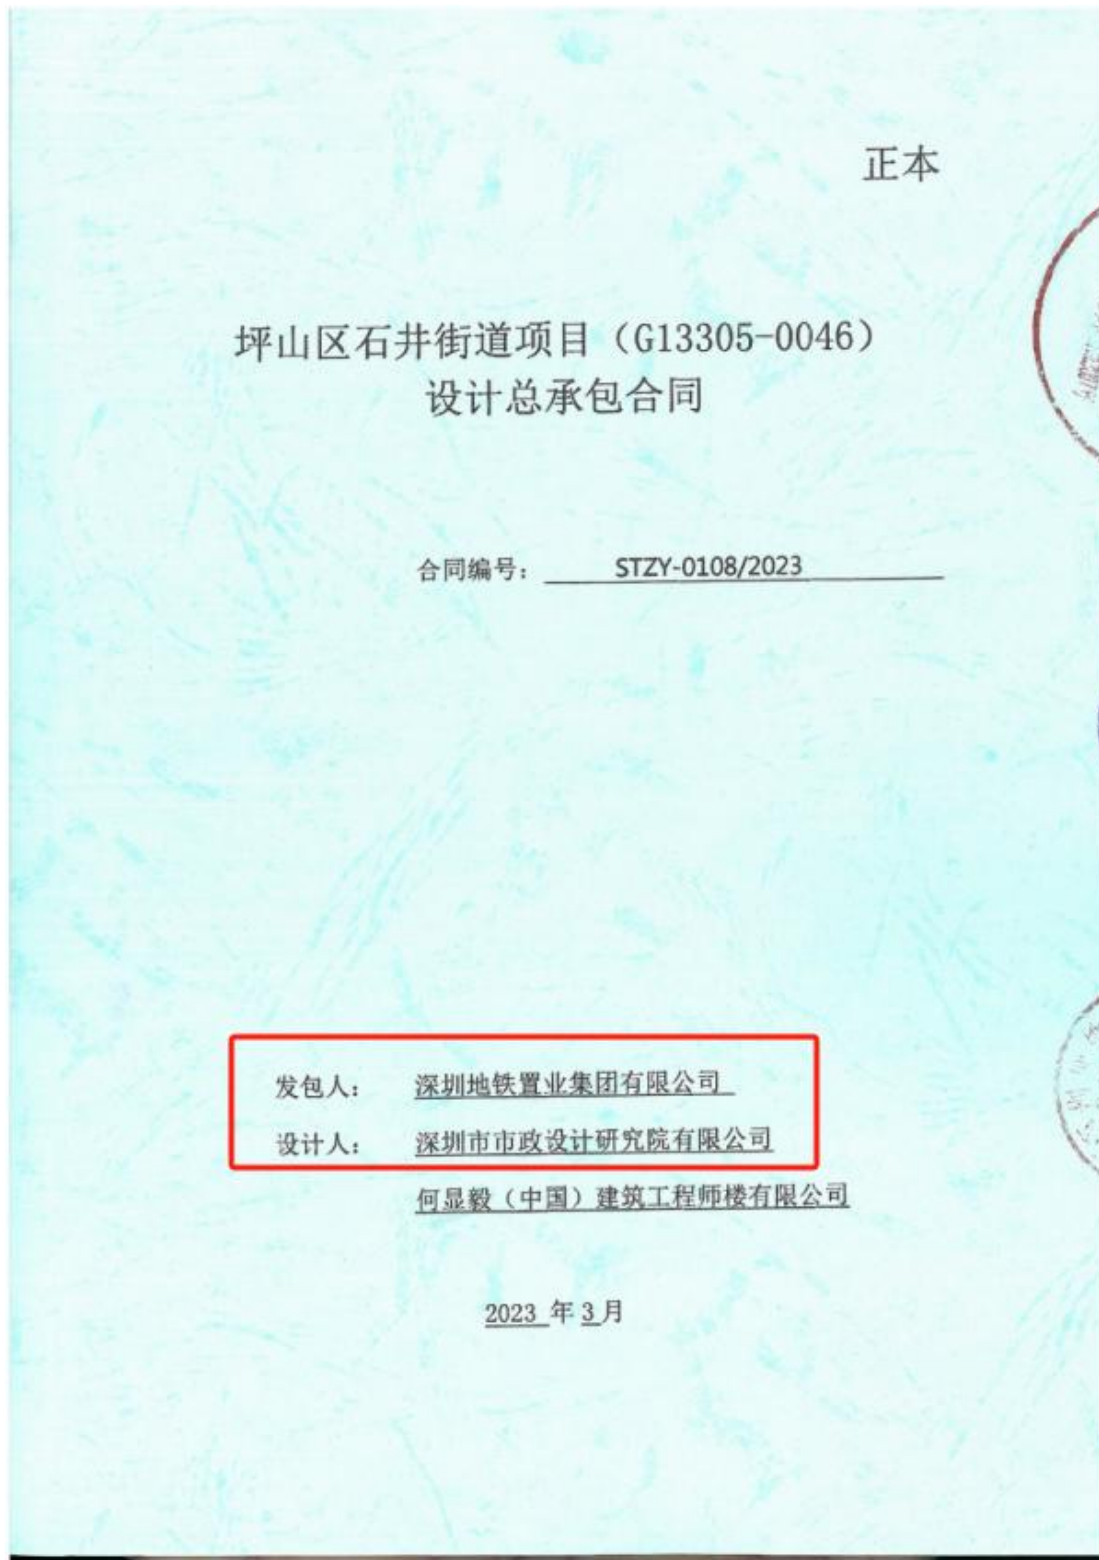 正本
坪山区石井街道项目（G13305-0046）
设计总承包合同
合同编号： STZY-0108/2023
发包人： 深圳地铁置业集团有限公司
设计人： 深圳市市政设计研究院有限公司
何显毅（中国）建筑工程师楼有限公司
2023 年 3 月